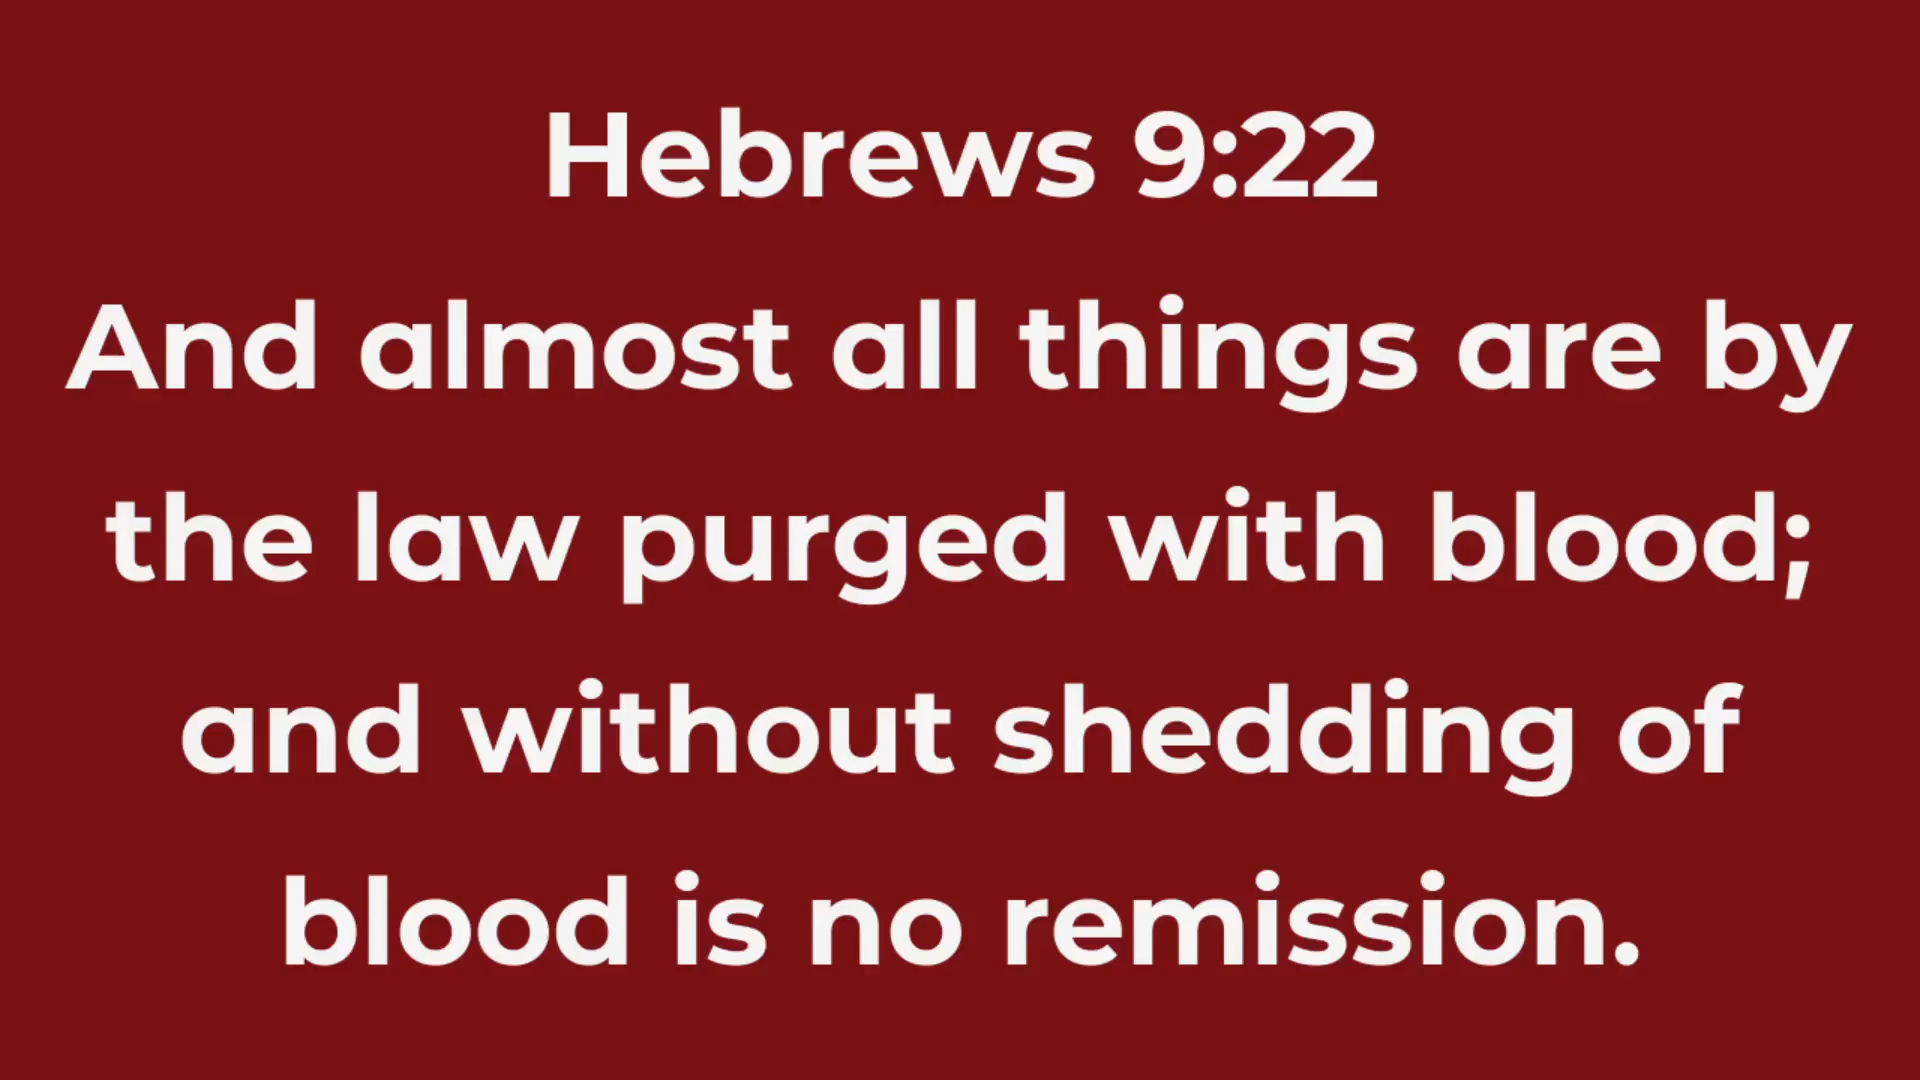 Hebrews 9:22
And almost all things are by
the law purged with blood;
and without shedding of
blood is no remission.